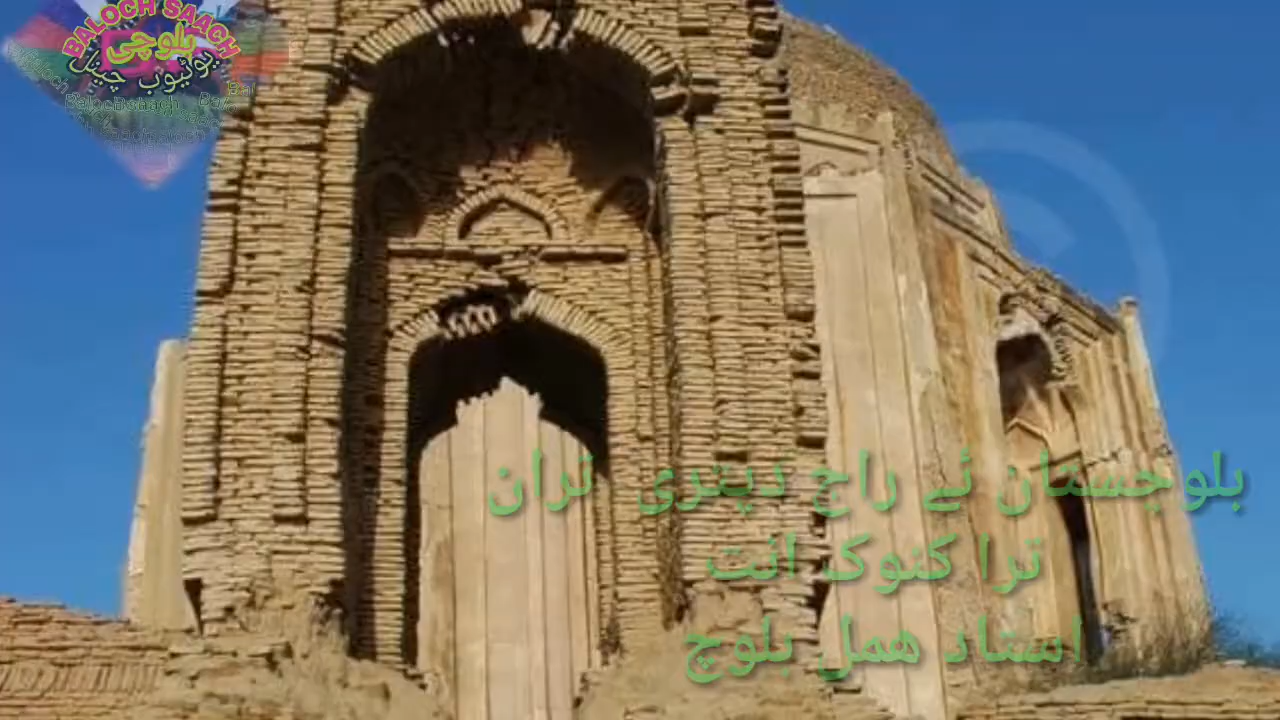 BALOCH SAACH
بلوچی
یوٹیوب چینل
بلوچستان ئے راج دپتری تران
ترا کنوک انت
استاد ھمل بلوچ